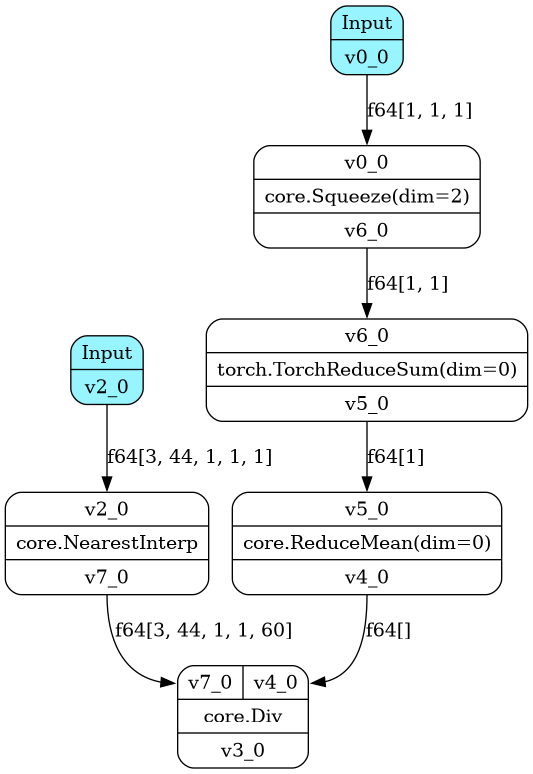 Input
v0_0
f64[1, 1, 1]
v0_0
core.Squeeze(dim=2)
v6_0
f64[1, 1]
v6_0
torch.TorchReduceSum(dim=0)
v5_0
Input
v2_0
f64[3, 44, 1, 1, 1]
f64[1]
v2_0
core.NearestInterp
v7_0
v5_0
core.ReduceMean(dim=0)
v4_0
f64[3, 44, 1, 1, 60]
f64[]
v7_0 v4_0
core.Div
v3_0